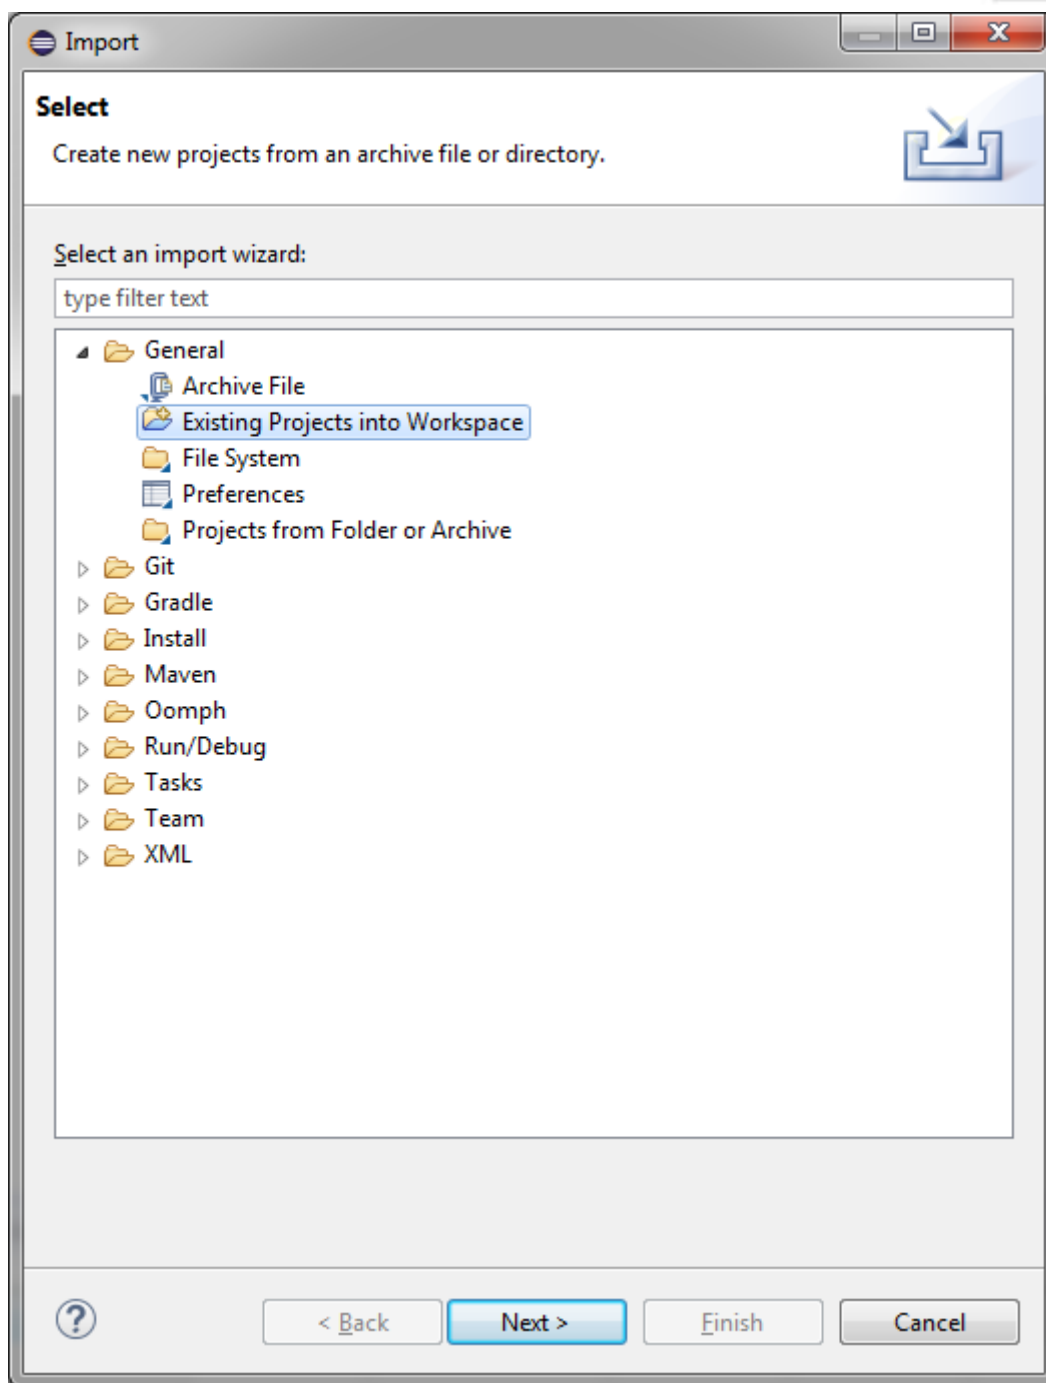 Import
Select
Create new projects from an archive file or directory.
Select an import wizard:
type filter text
General
Archive File
Existing Projects into Workspace
File System
Preferences
Projects from Folder or Archive
Git
Gradle
Install
Maven
Oomph
Run/Debug
Tasks
Team
XML
? < Back Next > Finish Cancel